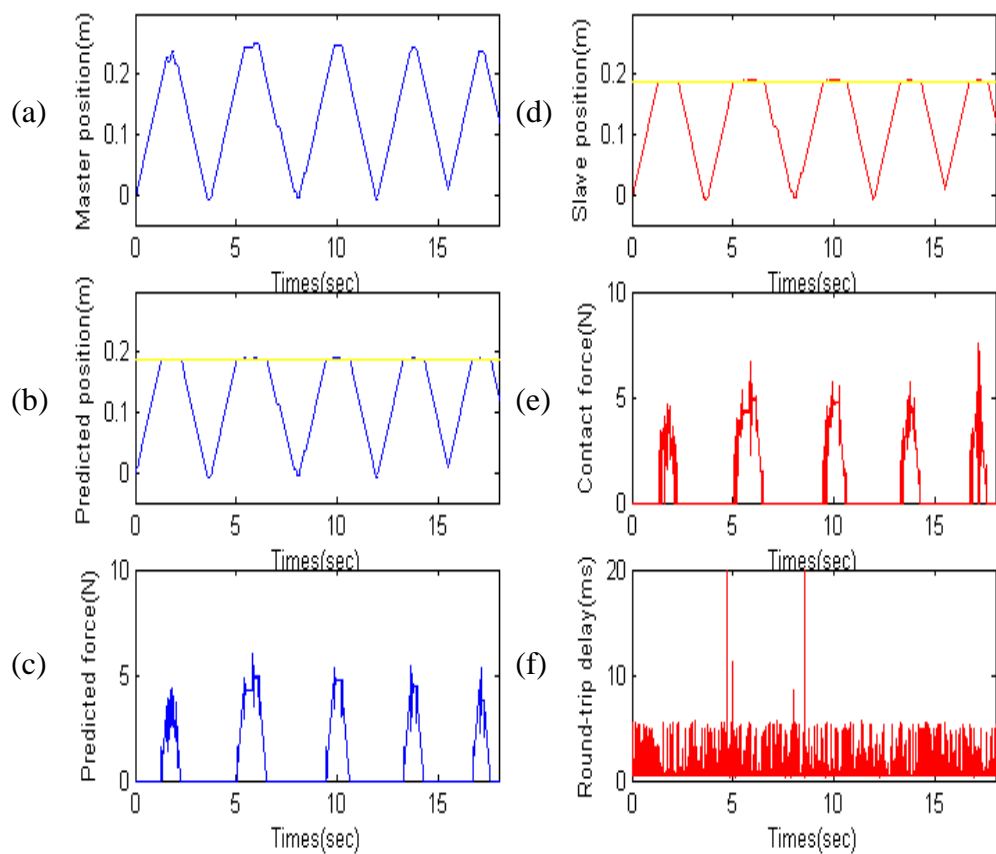 (a)
Master position(m)
0.2
0.1
0
0 5 10 15
Times(sec)
(d)
Slave position(m)
0.2
0.1
0
0 5 10 15
Times(sec)
(b)
Predicted position(m)
0.2
0.1
0
0 5 10 15
Times(sec)
(e)
Contact force(N)
10
5
0
0 5 10 15
Times(sec)
(c)
Predicted force(N)
10
5
0
0 5 10 15
Times(sec)
(f)
Round-trip delay(ms)
20
10
0
0 5 10 15
Times(sec)